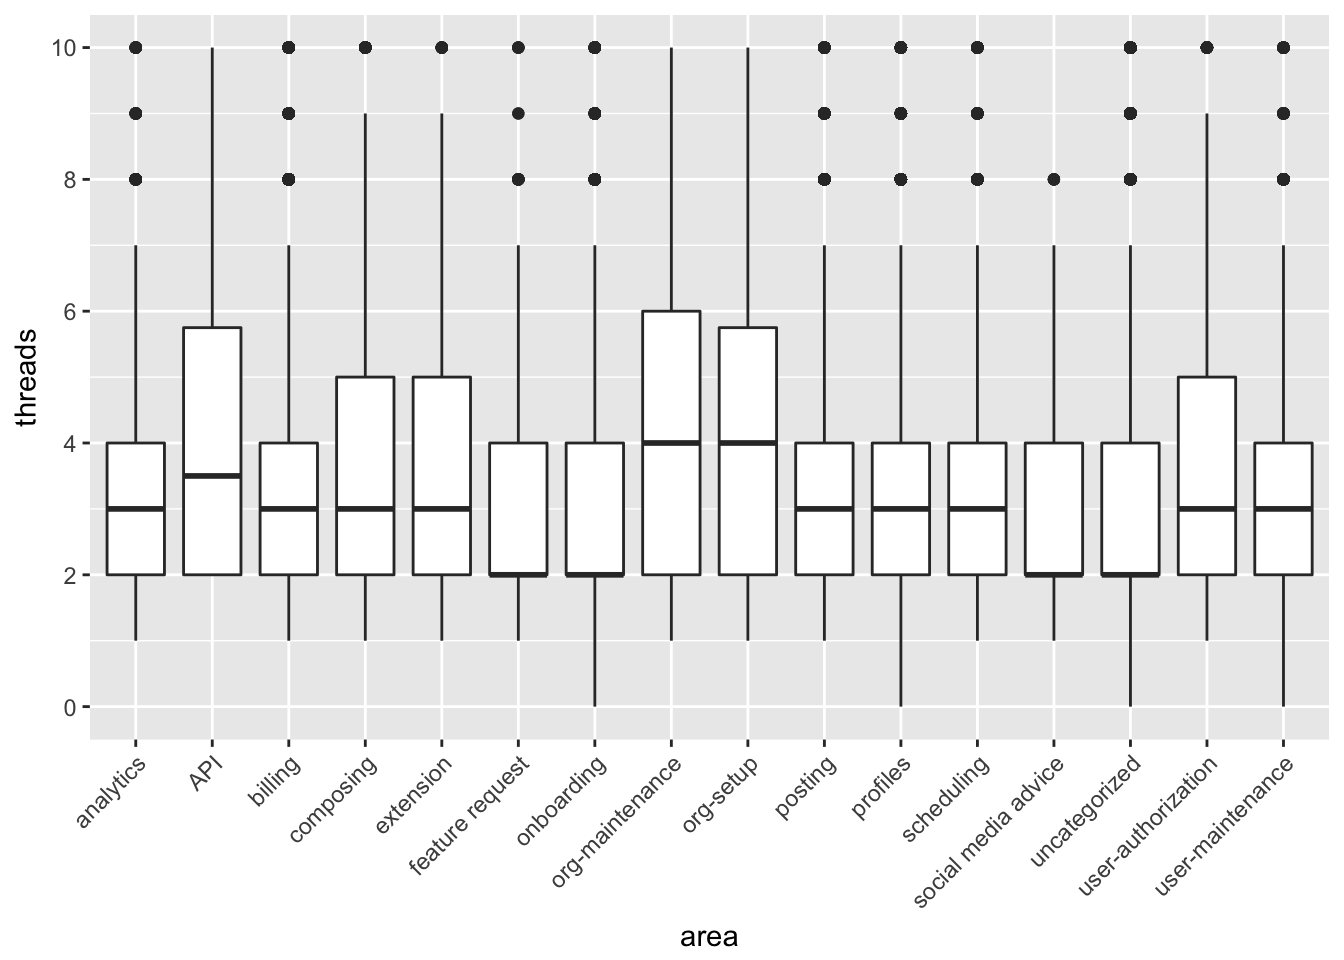 10
8
6
4
2
0
threads
analytics
API
billing
composing
extension
feature request
onboarding
org-maintenance
org-setup
posting
profiles
scheduling
social media advice
uncategorized
user-authorization
user-maintenance
area